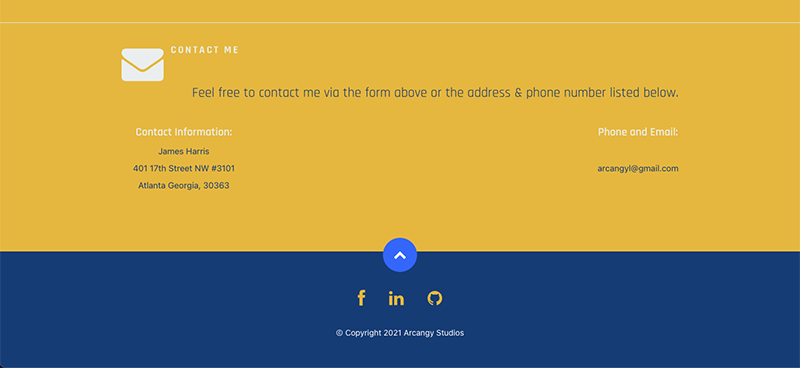 CONTACT ME
Feel free to contact me via the form above or the address & phone number listed below.
Contact Information:
James Harris
401 17th Street NW #3101
Atlanta Georgia, 30363
Phone and Email:
arcangyl@gmail.com
© Copyright 2021 Arcangy Studios